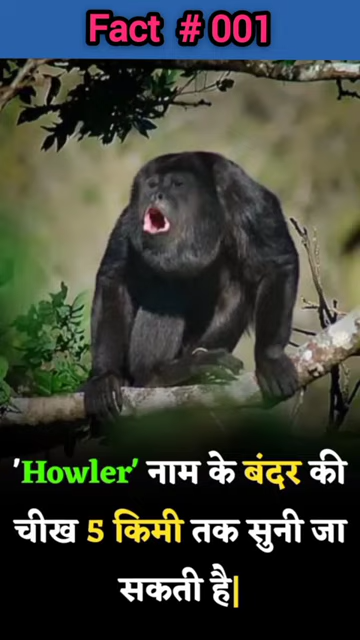 Fact # 001
'Howler' नाम के बंदर की
चीख 5 किमी तक सुनी जा
सकती है|